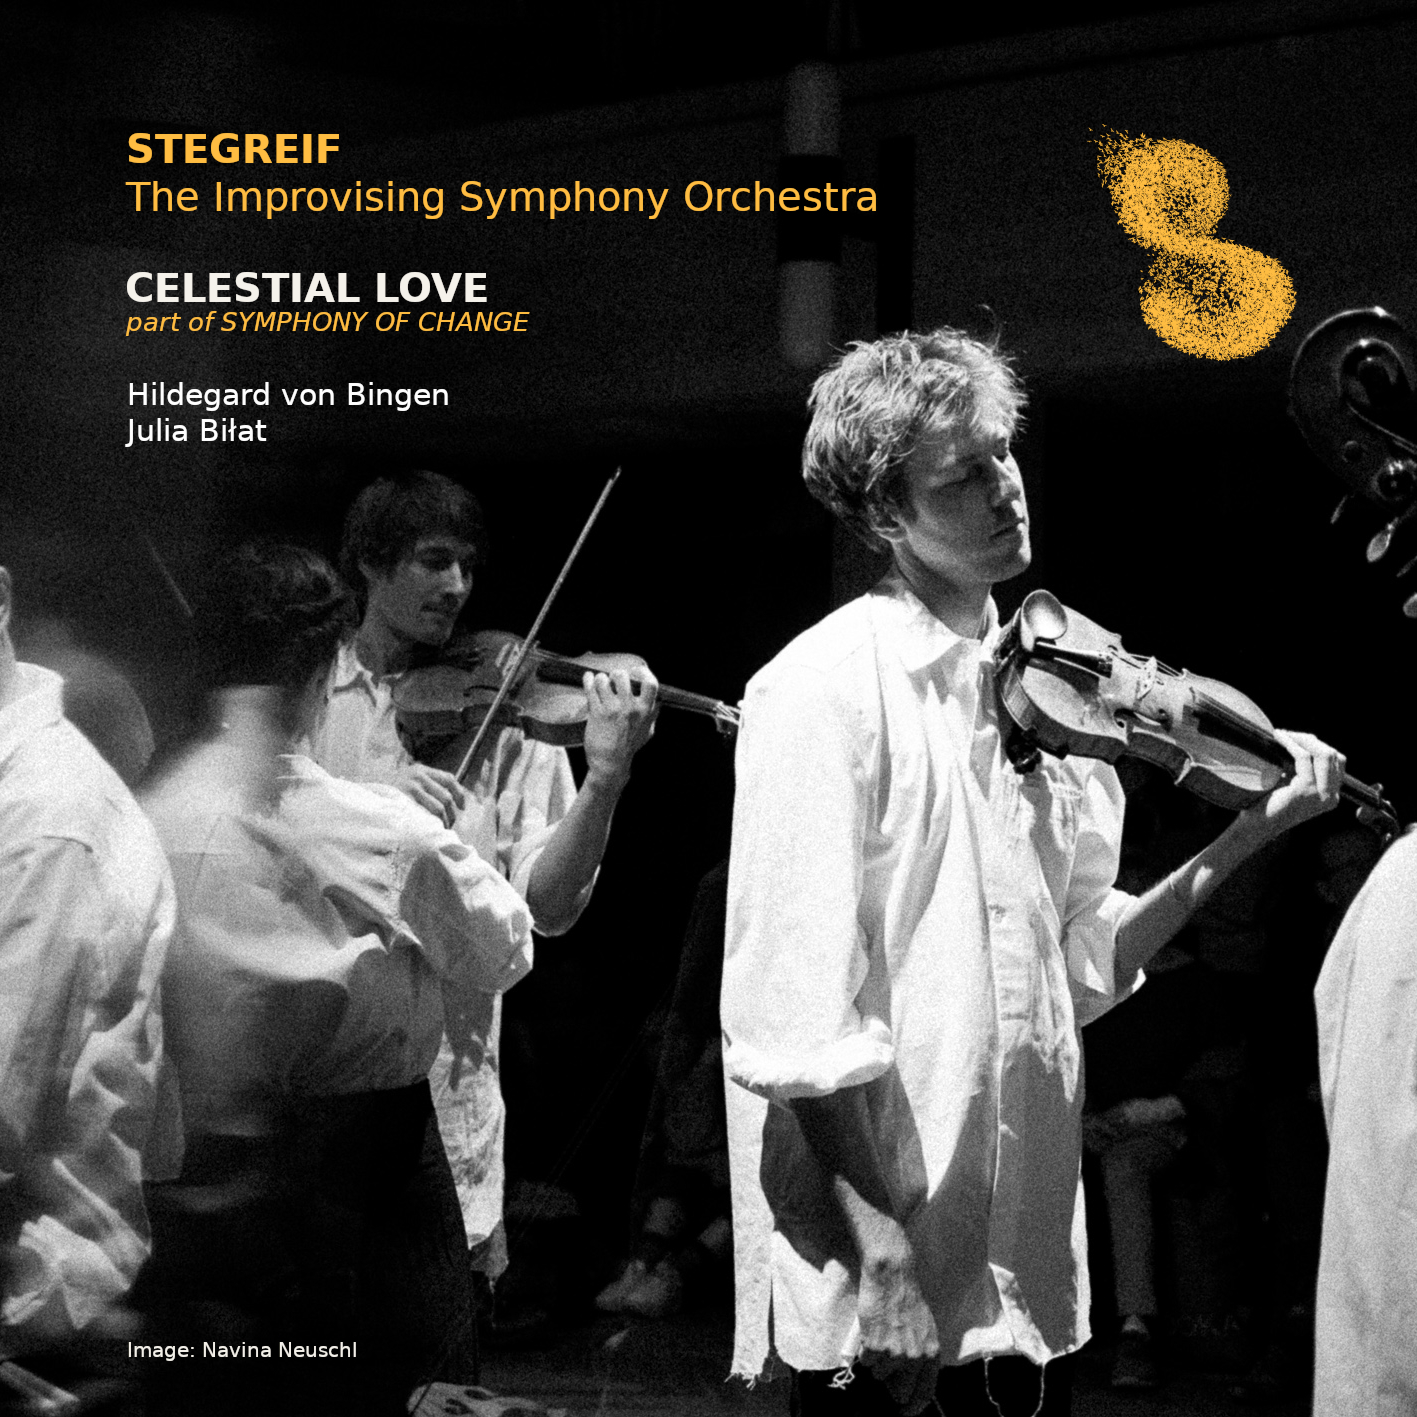 STEGREIF
The Improvising Symphony Orchestra
CELESTIAL LOVE
part of SYMPHONY OF CHANGE
Hildegard von Bingen
Julia Biłat
Image: Navina Neuschl